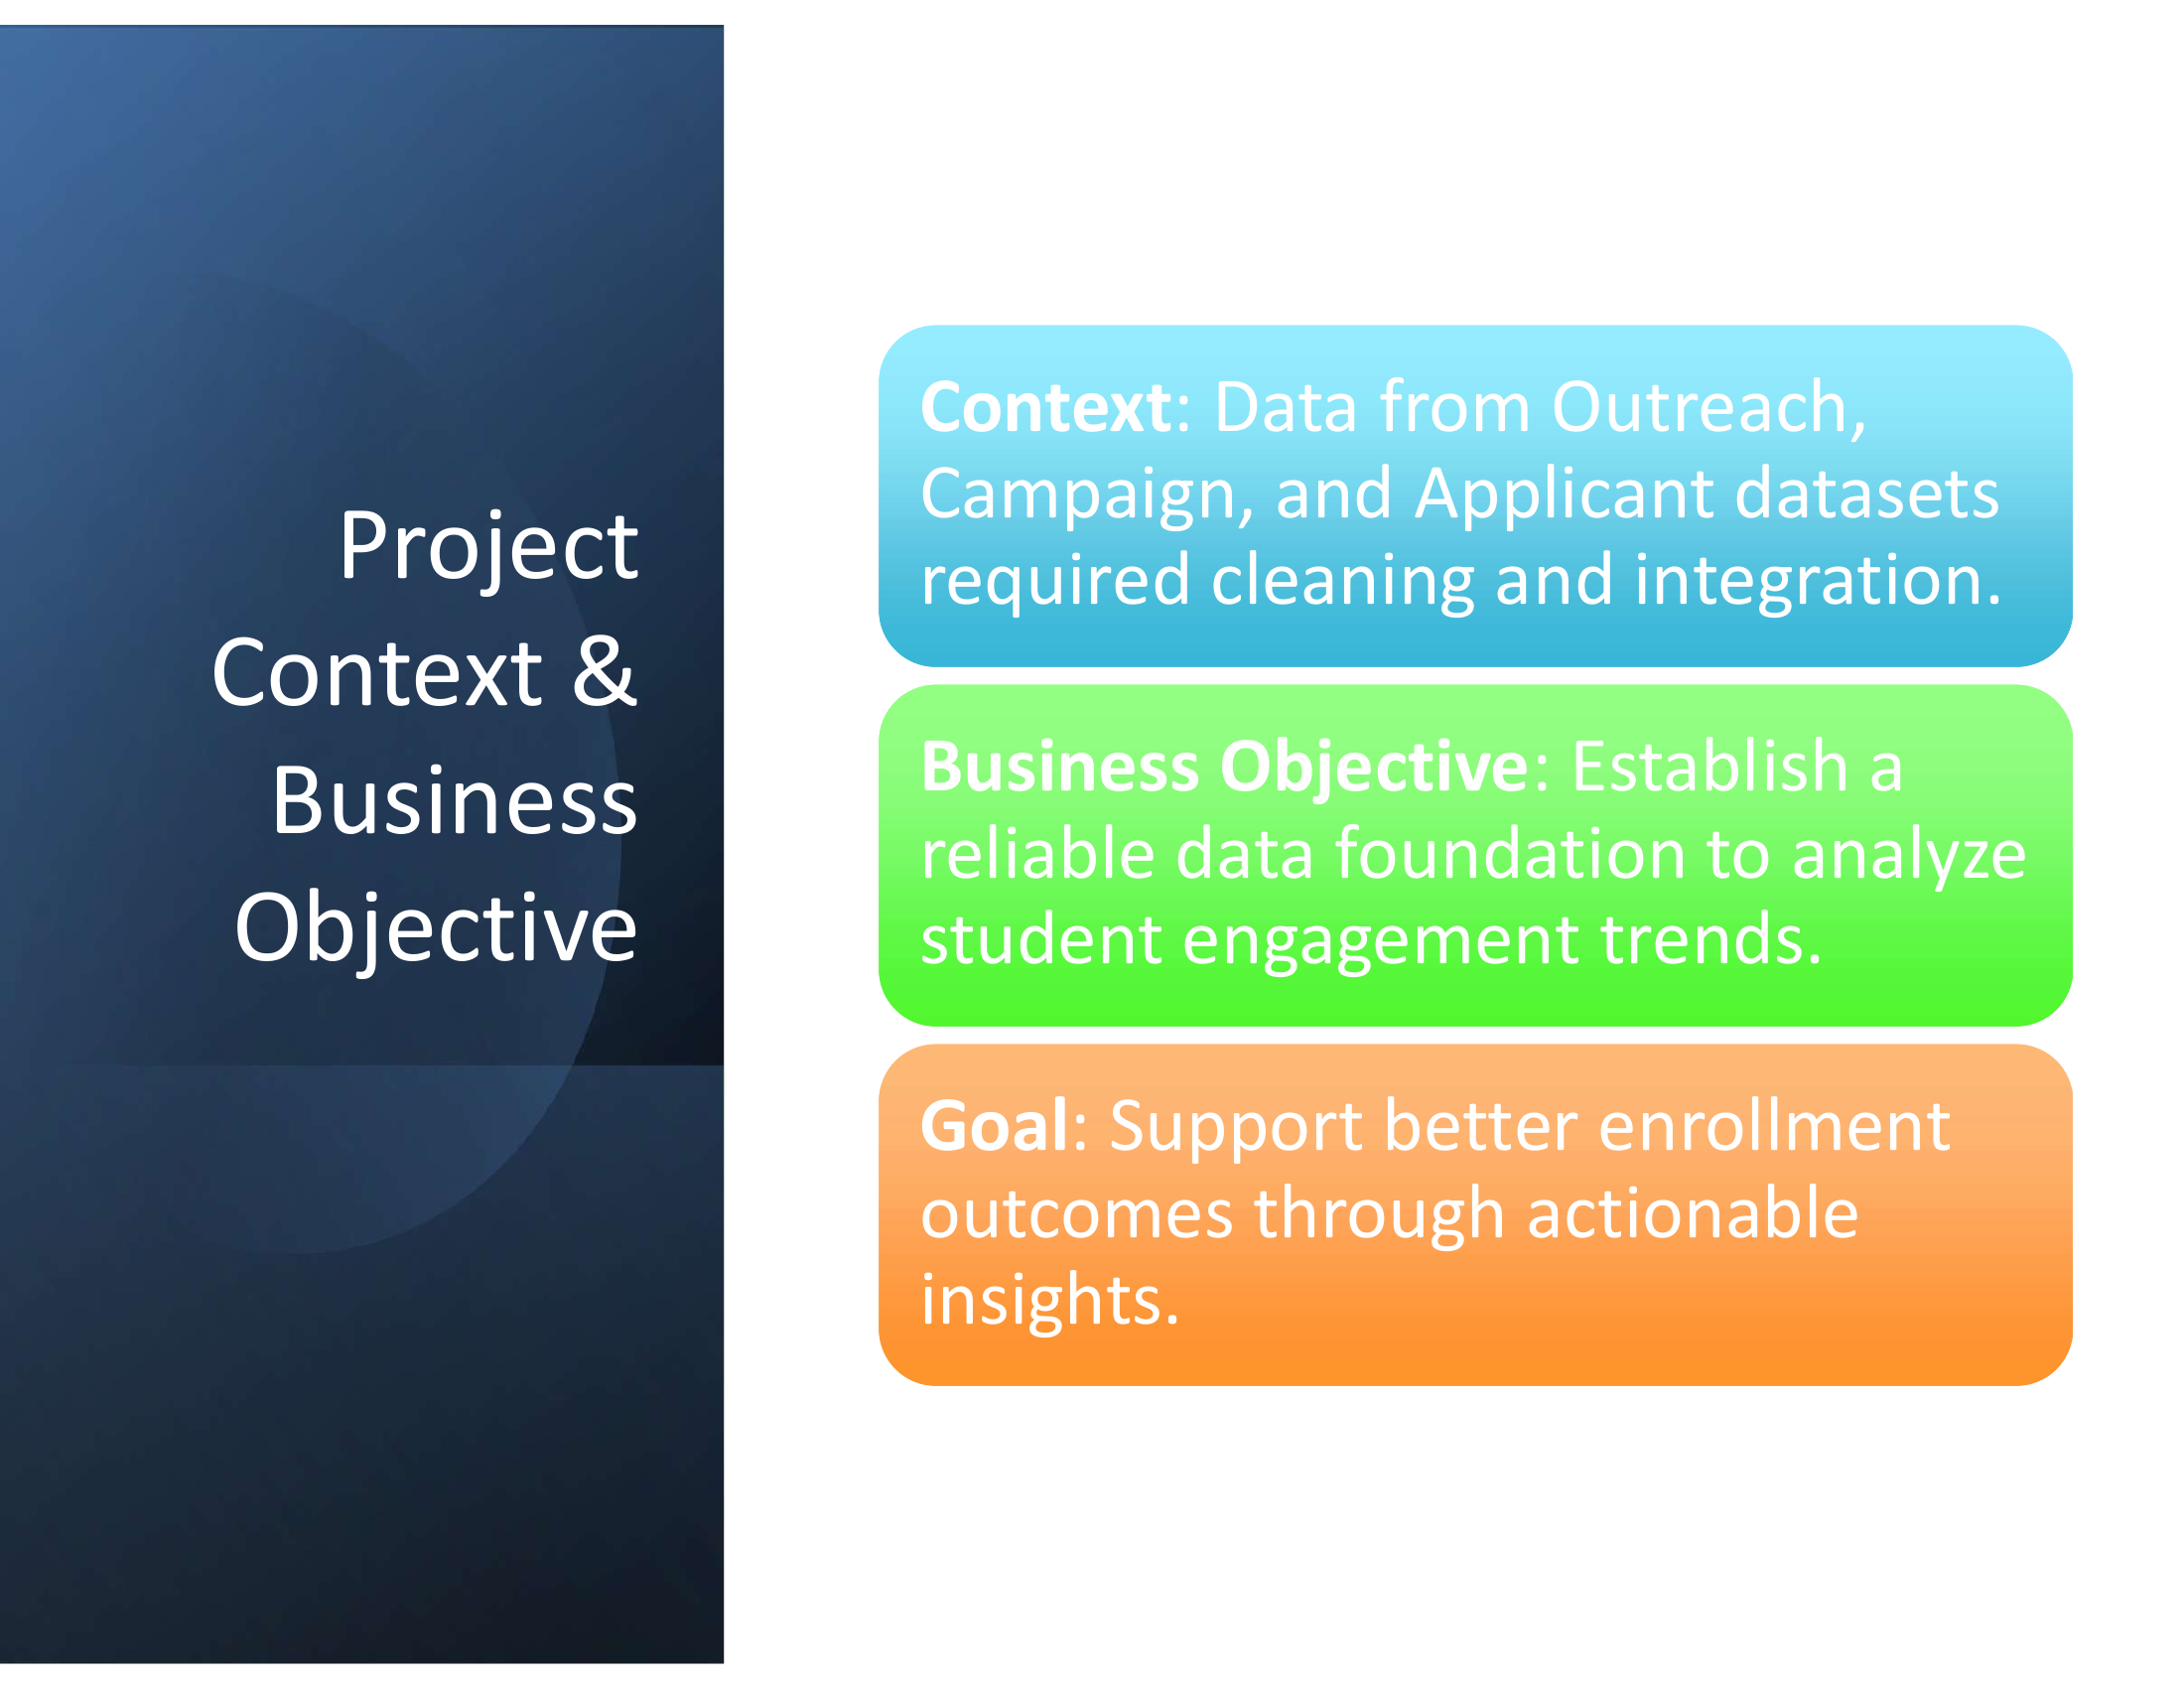 Project
Context &
Business
Objective
Context: Data from Outreach,
Campaign, and Applicant datasets
required cleaning and integration.
Business Objective: Establish a
reliable data foundation to analyze
student engagement trends.
Goal: Support better enrollment
outcomes through actionable
insights.